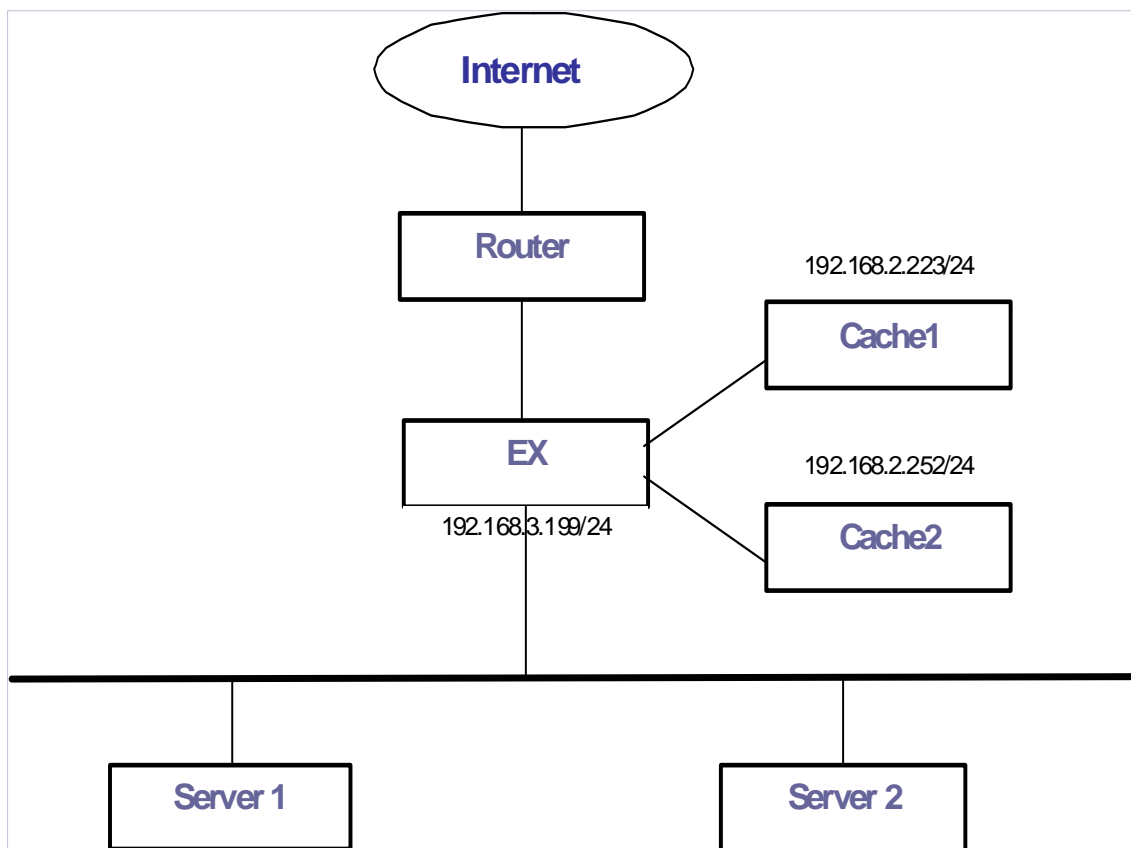 Internet
Router
192.168.2.223/24
Cache1
EX
192.168.2.252/24
192.168.3.199/24
Cache2
Server 1
Server 2